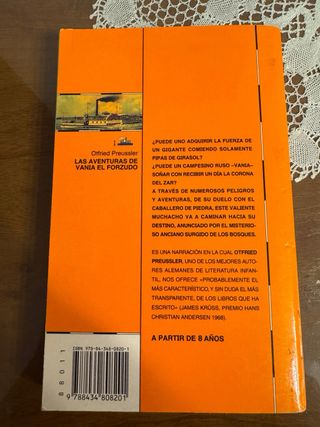 Otfried Preussler
LAS AVENTURAS DE
VANIA EL FORZUDO
¿PUEDE UNO ADQUIRIR LA FUERZA DE
UN GIGANTE COMIENDO SOLAMENTE
PIPAS DE GIRASOL?
¿PUEDE UN CAMPESINO RUSO –VANIA–
SOÑAR CON RECIBIR UN DÍA LA CORONA
DEL ZAR?
A TRAVÉS DE NUMEROSOS PELIGROS
Y AVENTURAS, DE SU DUELO CON EL
CABALLERO DE PIEDRA, ESTE VALIENTE
MUCHACHO VA A CAMINAR HACIA SU
DESTINO, ANUNCIADO POR EL MISTERIO-
SO ANCIANO SURGIDO DE LOS BOSQUES.
ES UNA NARRACIÓN EN LA CUAL OTFRIED
PREUSSLER, UNO DE LOS MEJORES AUTO-
RES ALEMANES DE LITERATURA INFAN-
TIL, NOS OFRECE «PROBABLEMENTE EL
MÁS CARACTERÍSTICO, Y SIN DUDA EL MÁS
TRANSPARENTE, DE LOS LIBROS QUE HA
ESCRITO» (JAMES KRÜSS, PREMIO HANS
CHRISTIAN ANDERSEN 1968).
A PARTIR DE 8 AÑOS
ISBN 978-84-348-0820-1
88011
9 788434 808201